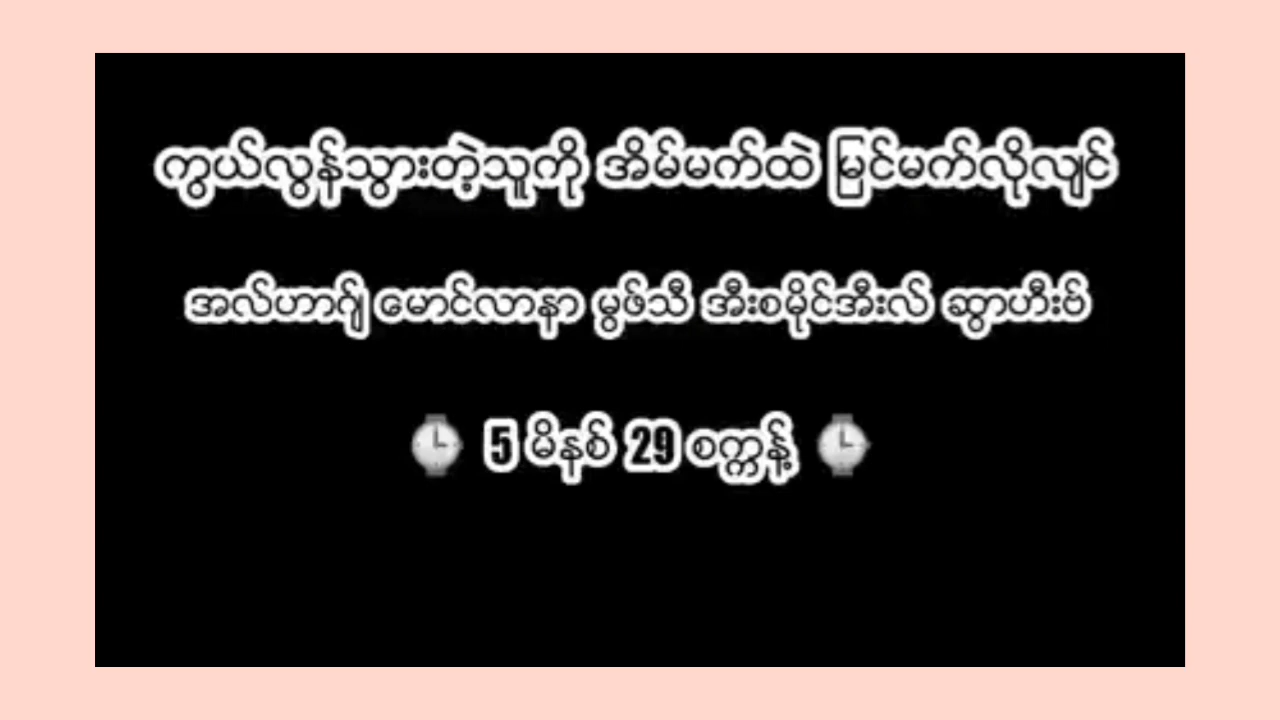 ကွယ်လွန်သွားတဲ့သူကို အိမ်မက်ထဲ မြင်မက်လိုလျင်
အလ်ဟာဂျ် မောင်လာနာ မွဖ်သီ အီးစမိုင်အီးလ် ဆွာဟီးဗ်
🕒 5 မိနစ် 29 စက္ကန့် 🕒